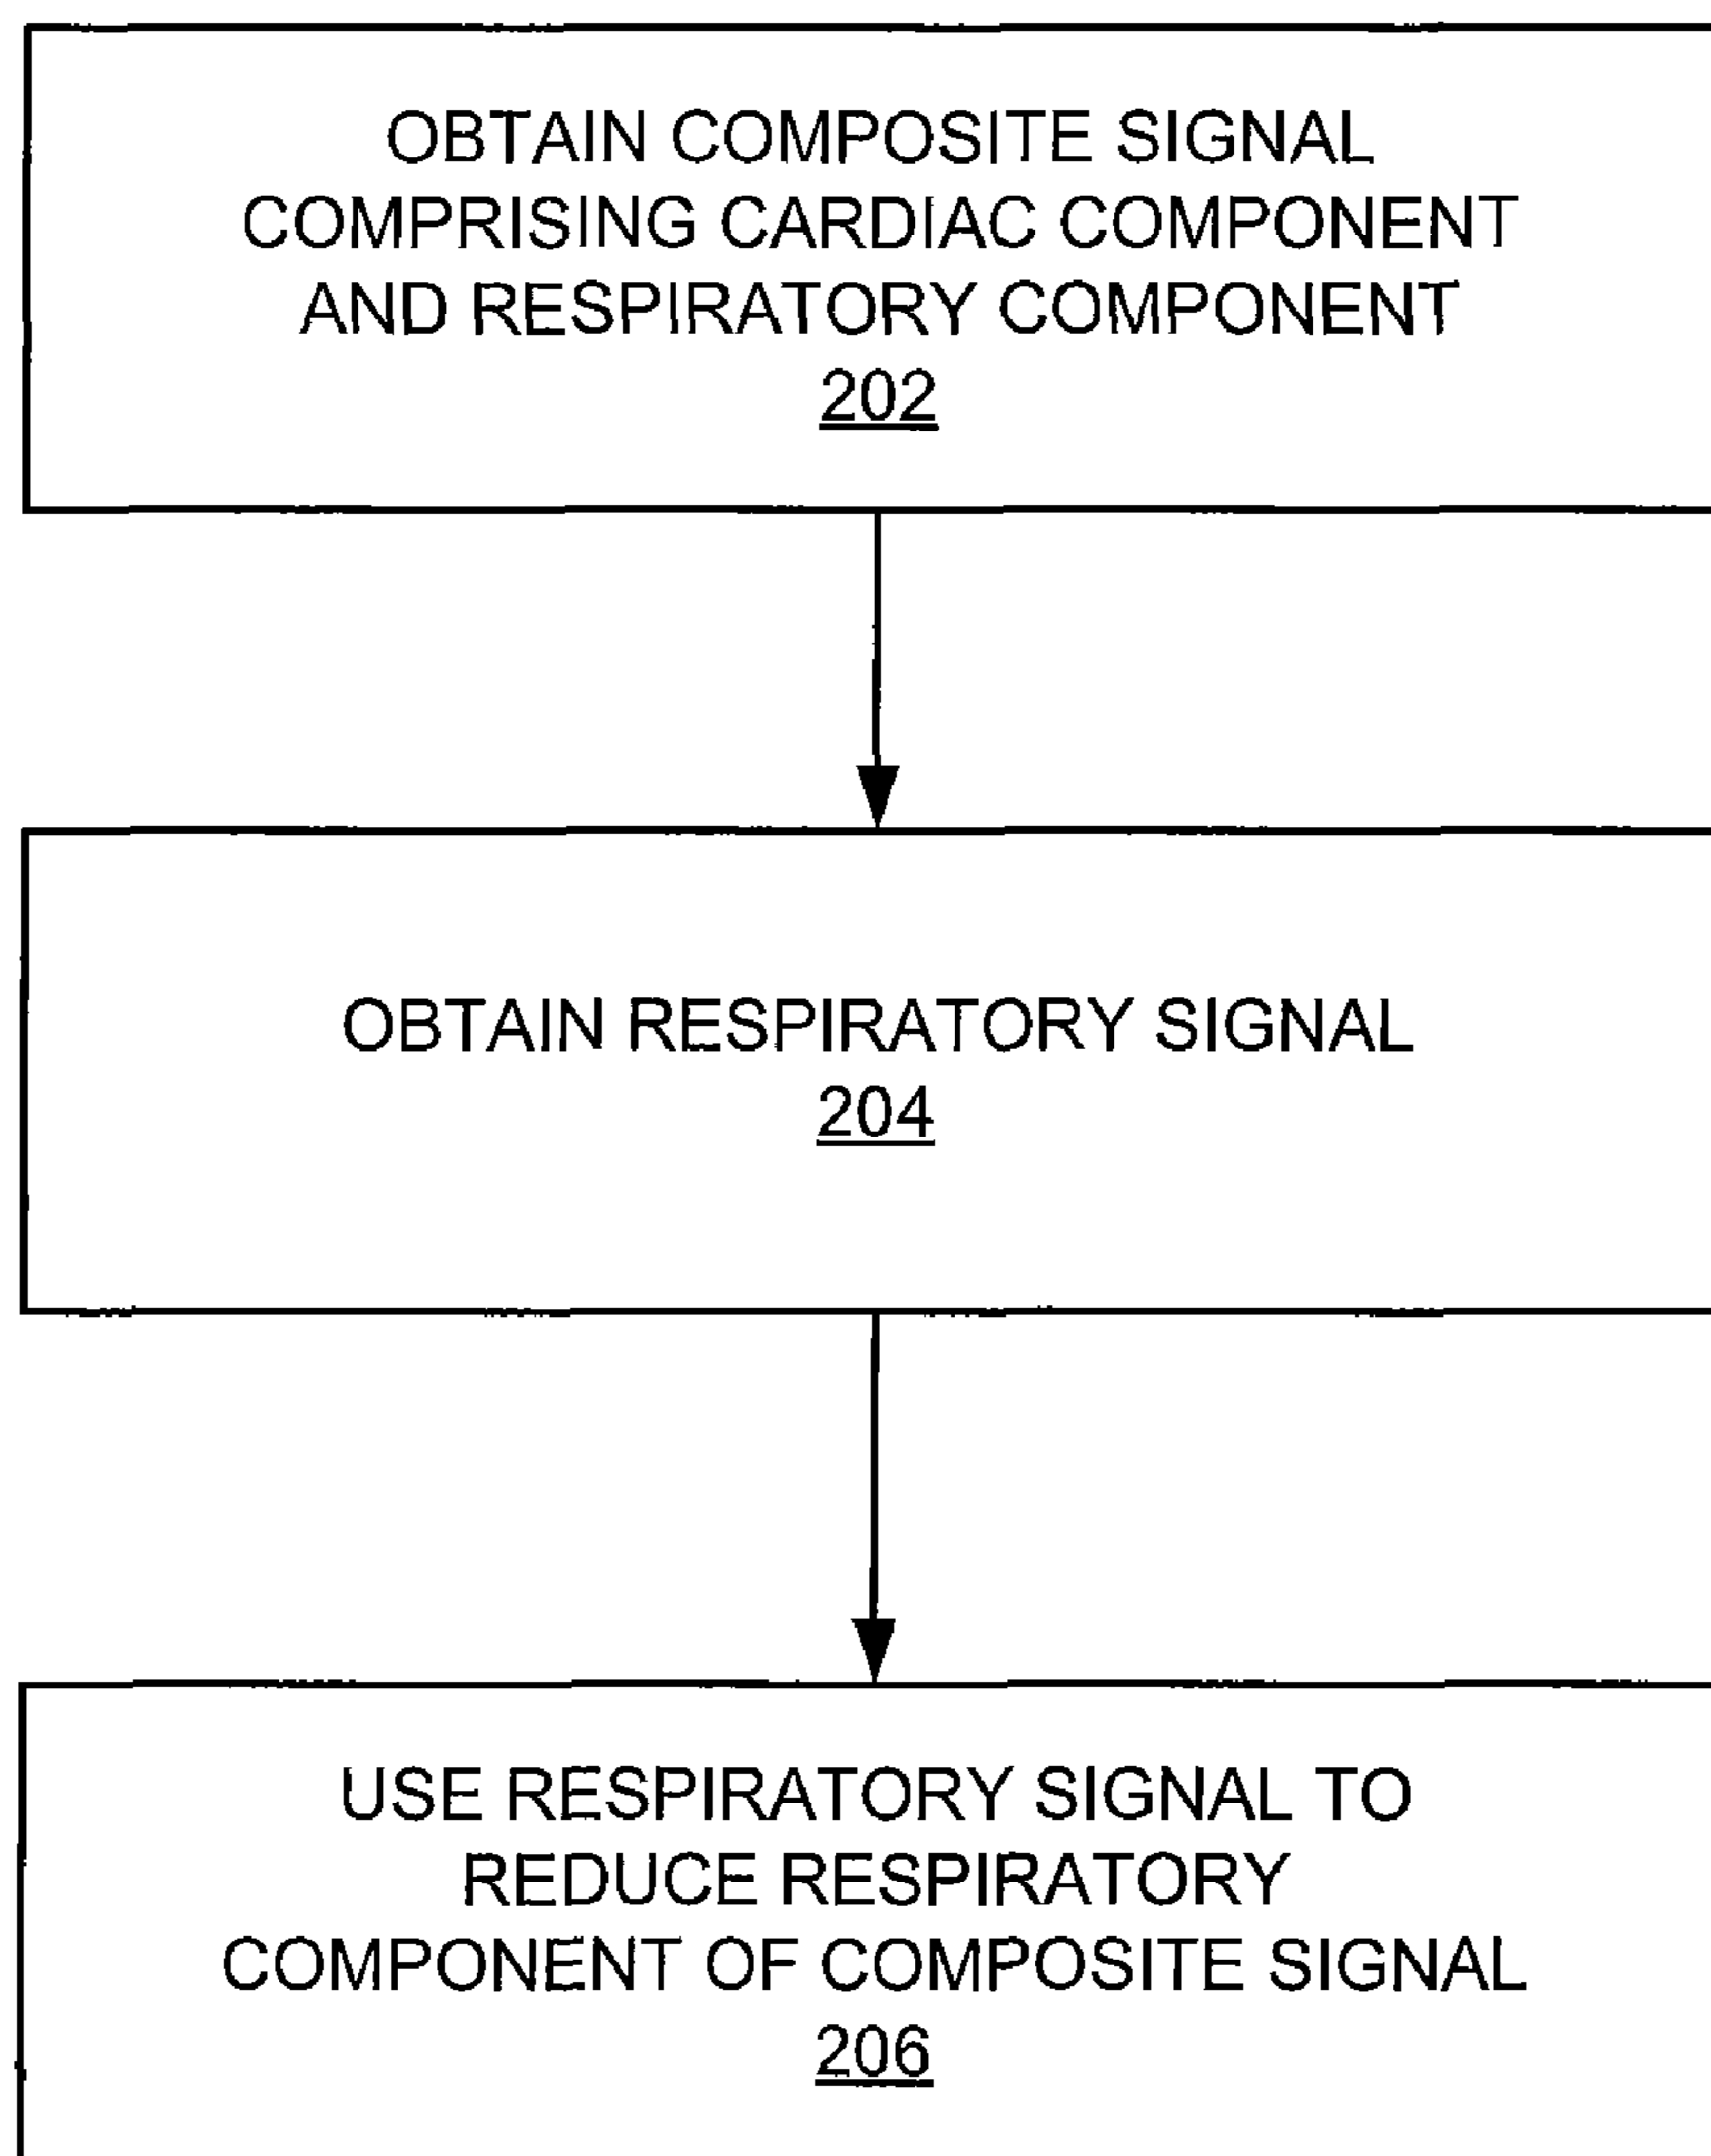 OBTAIN COMPOSITE SIGNAL
COMPRISING CARDIAC COMPONENT
AND RESPIRATORY COMPONENT
202
OBTAIN RESPIRATORY SIGNAL
204
USE RESPIRATORY SIGNAL TO
REDUCE RESPIRATORY
COMPONENT OF COMPOSITE SIGNAL
206